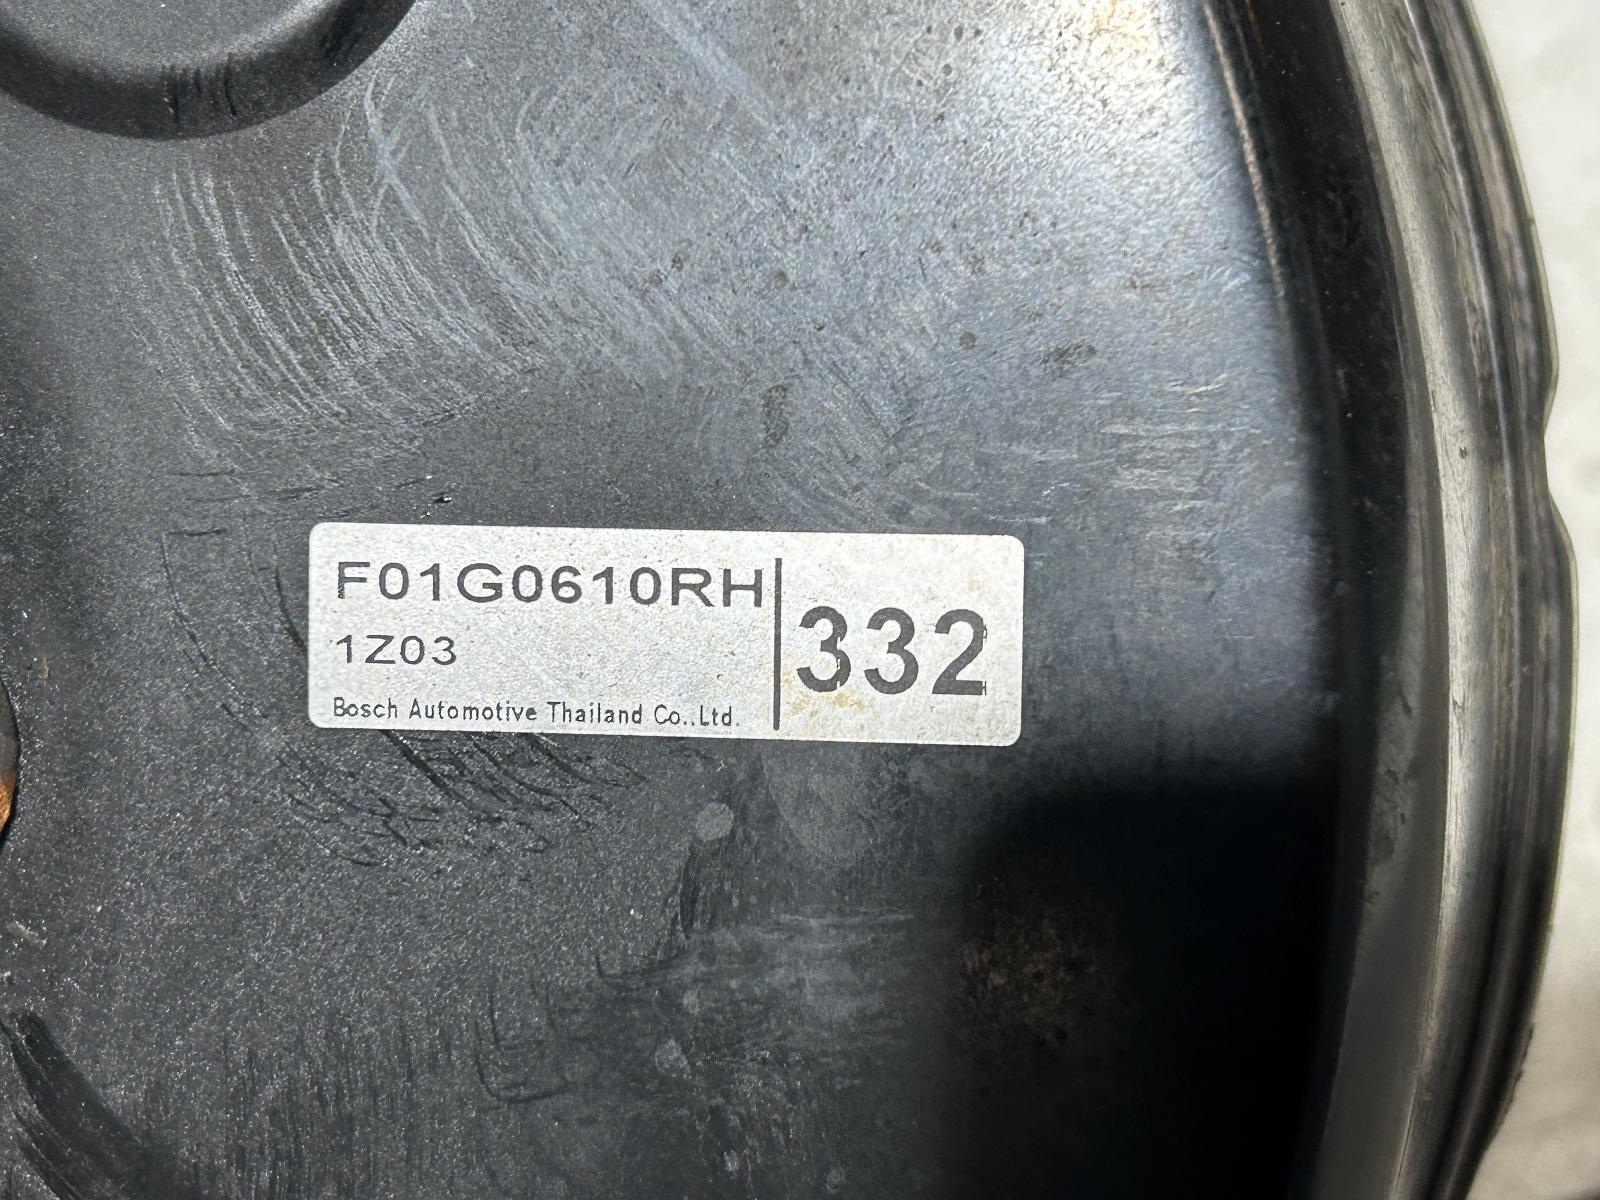 F01G0610RH
1Z03
Bosch Automotive Thailand Co.,Ltd.
332